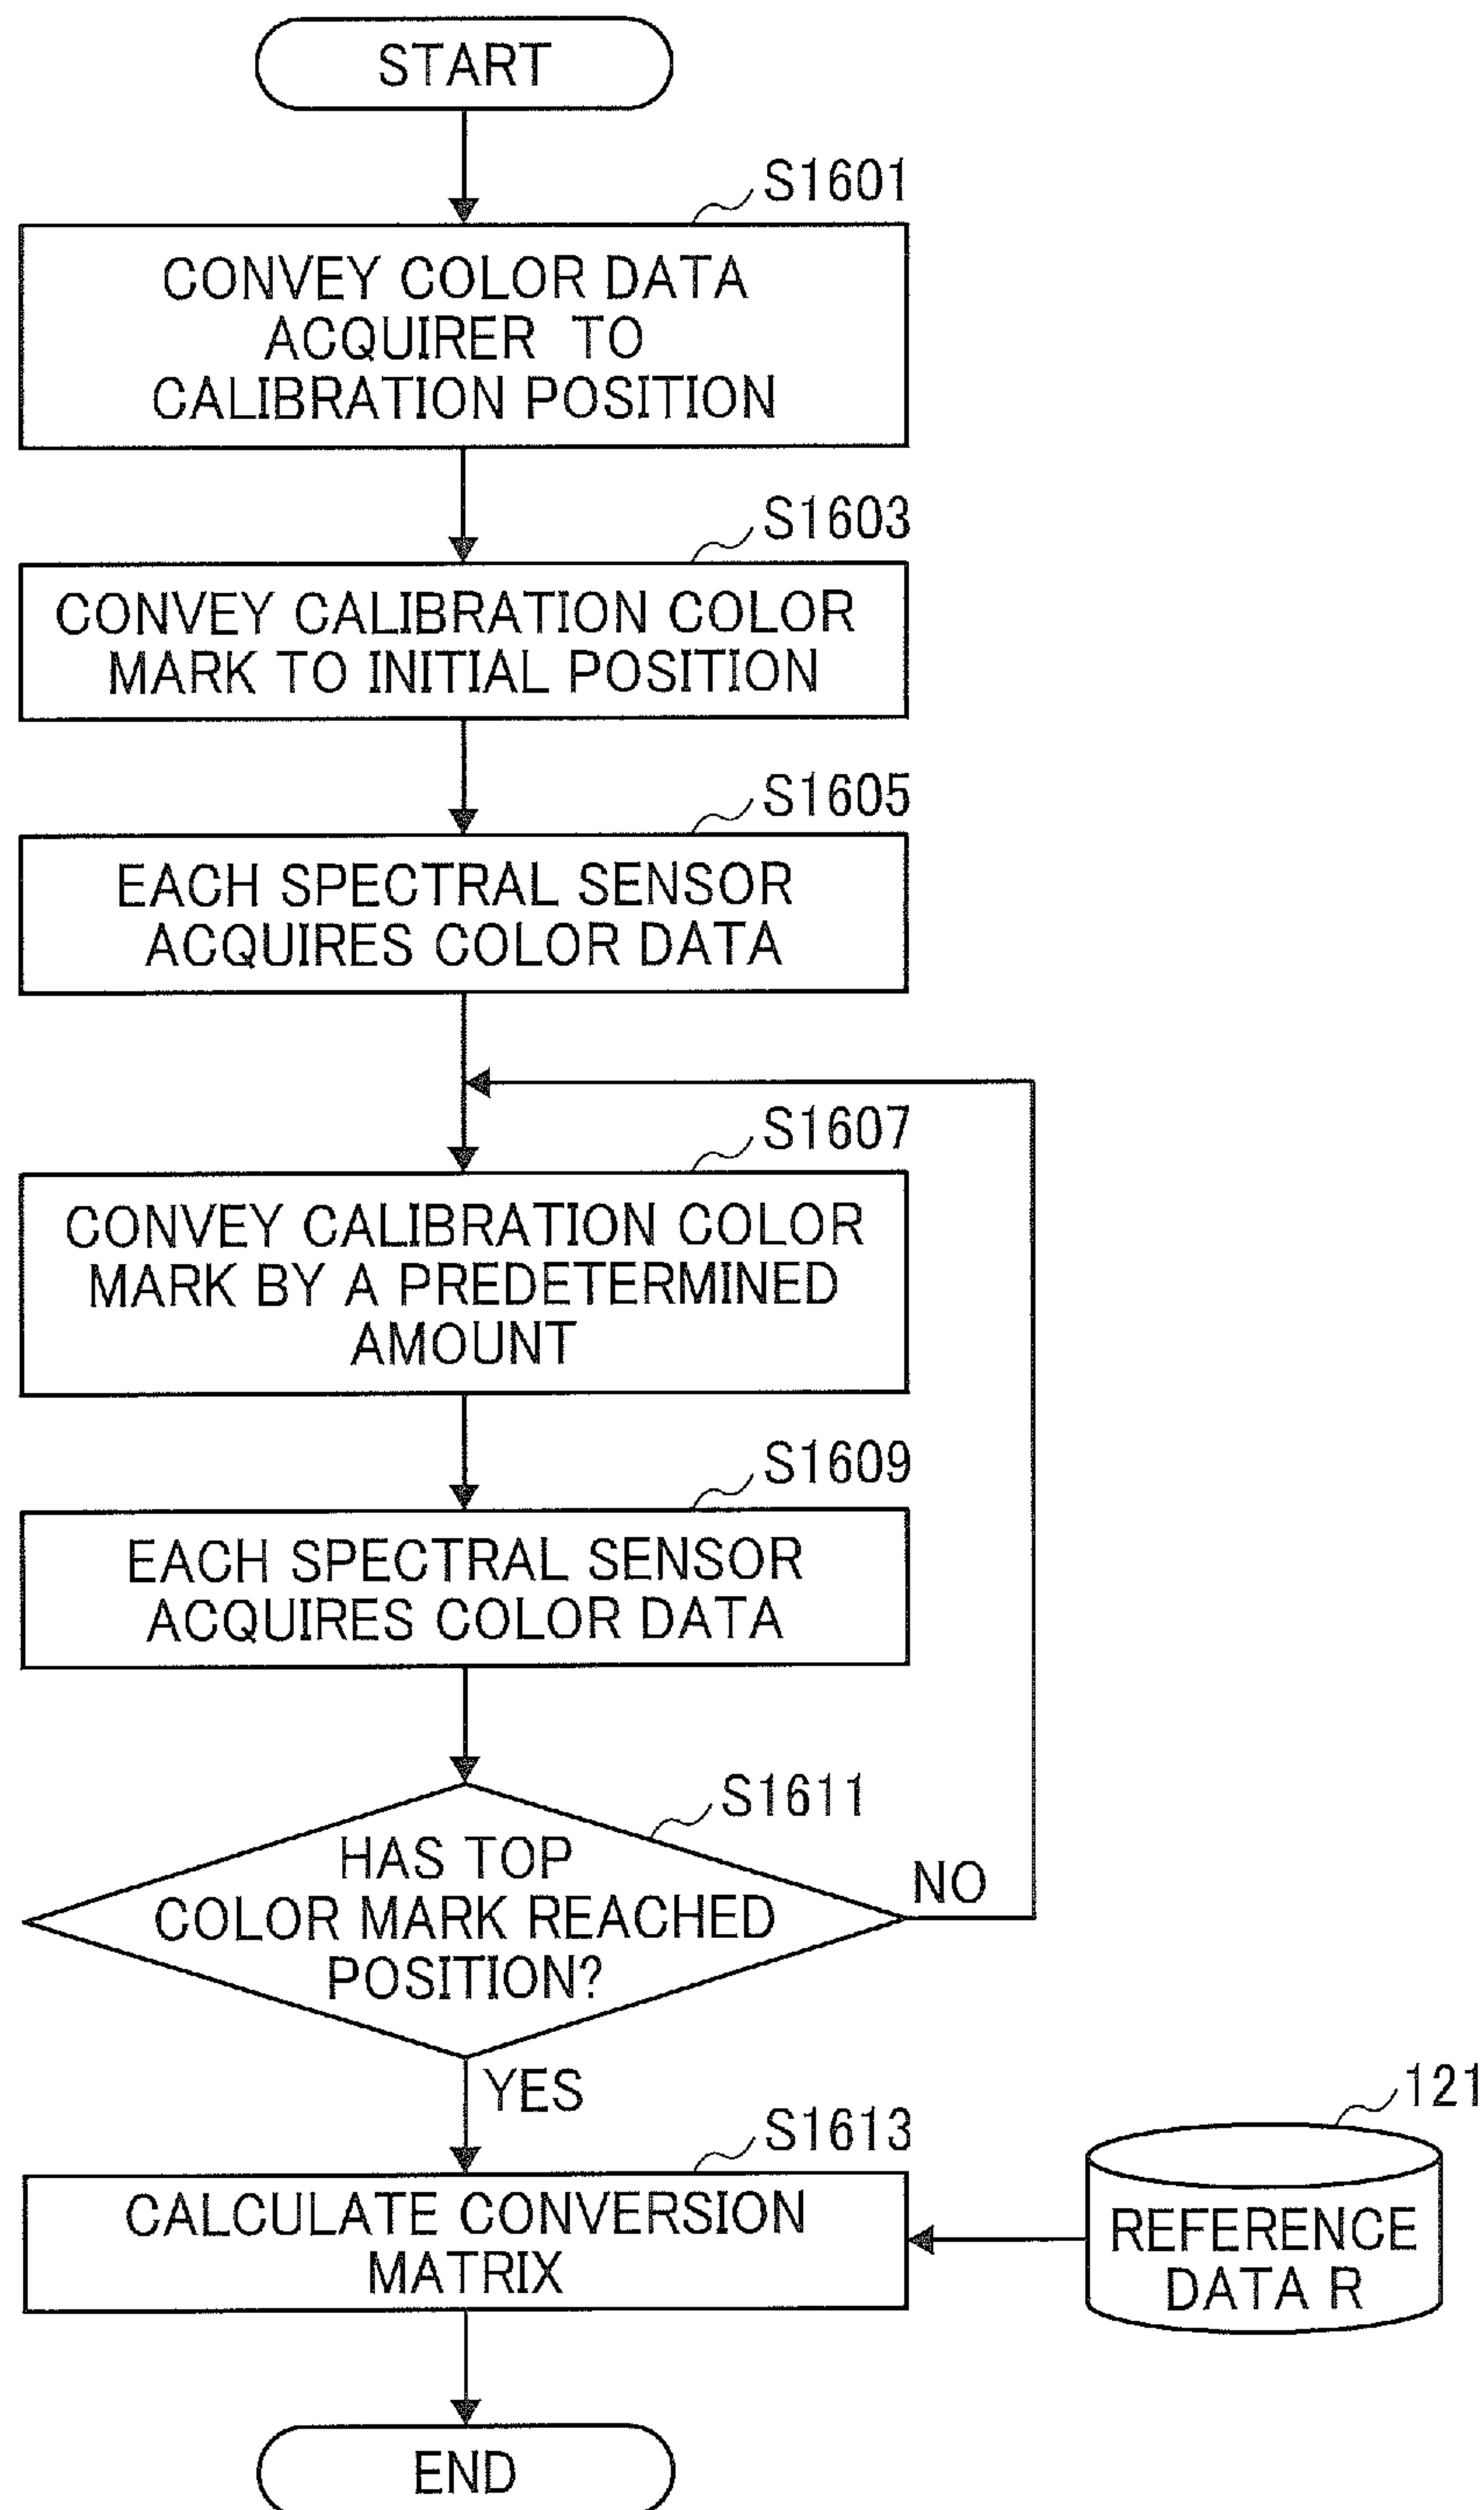 START
S1601
CONVEY COLOR DATA
ACQUIRER TO
CALIBRATION POSITION
S1603
CONVEY CALIBRATION COLOR
MARK TO INITIAL POSITION
S1605
EACH SPECTRAL SENSOR
ACQUIRES COLOR DATA
S1607
CONVEY CALIBRATION COLOR
MARK BY A PREDETERMINED
AMOUNT
S1609
EACH SPECTRAL SENSOR
ACQUIRES COLOR DATA
S1611
HAS TOP
COLOR MARK REACHED
POSITION?
NO
YES
S1613
CALCULATE CONVERSION
MATRIX
121
REFERENCE
DATA R
END